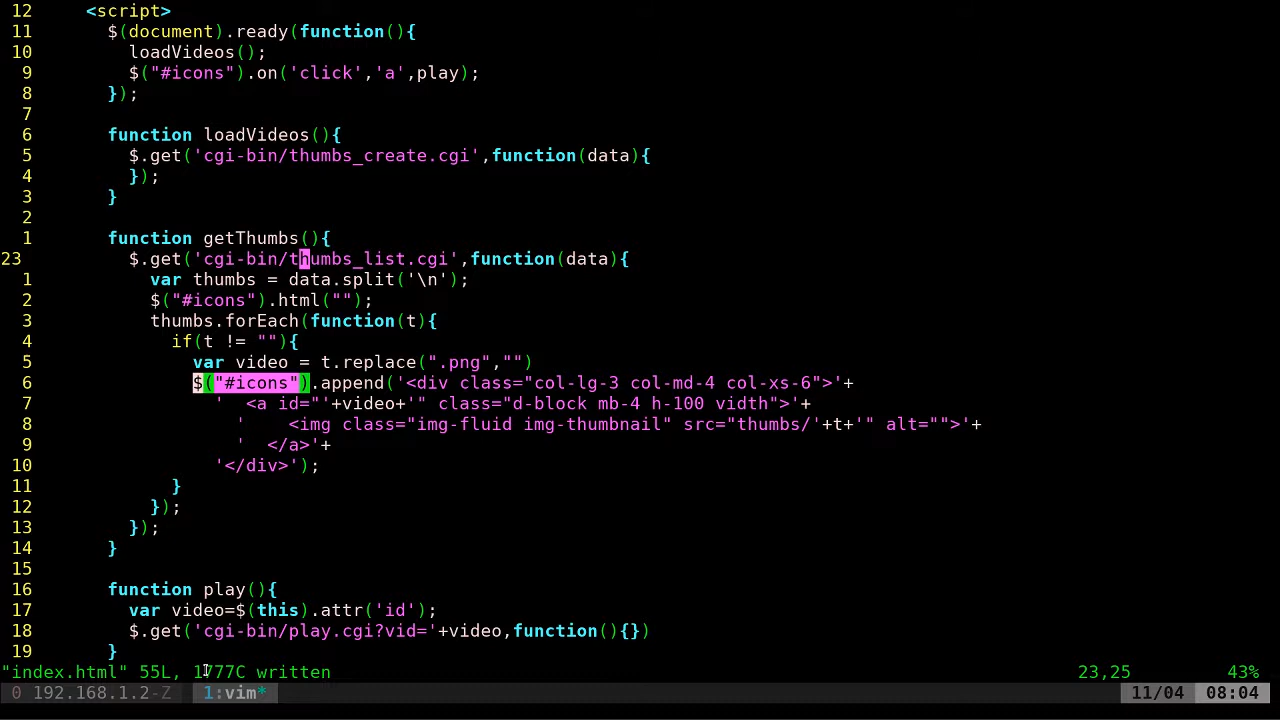 12     <script>
11       $(document).ready(function(){
10         loadVideos();
9         $("#icons").on('click','a',play);
8       });
7
6       function loadVideos(){
5         $.get('cgi-bin/thumbs_create.cgi',function(data){
4         });
3       }
2
1       function getThumbs(){
23         $.get('cgi-bin/thumbs_list.cgi',function(data){
1           var thumbs = data.split('\n');
2           $("#icons").html("");
3           thumbs.forEach(function(t){
4             if(t != ""){
5               var video = t.replace(".png","")
6               $("#icons").append('<div class="col-lg-3 col-md-4 col-xs-6">'+
7                 '  <a id="'+video+'" class="d-block mb-4 h-100 vidth">'+
8                   '    <img class="img-fluid img-thumbnail" src="thumbs/'+t+'" alt="">'+
9                   '  </a>'+
10                 '</div>');
11             }
12           });
13         });
14       }
15
16       function play(){
17         var video=$(this).attr('id');
18         $.get('cgi-bin/play.cgi?vid='+video,function(){})
19       }
"index.html" 55L, 1777C written 23,25 43%
0 192.168.1.2-Z 1:vim* 11/04 08:04